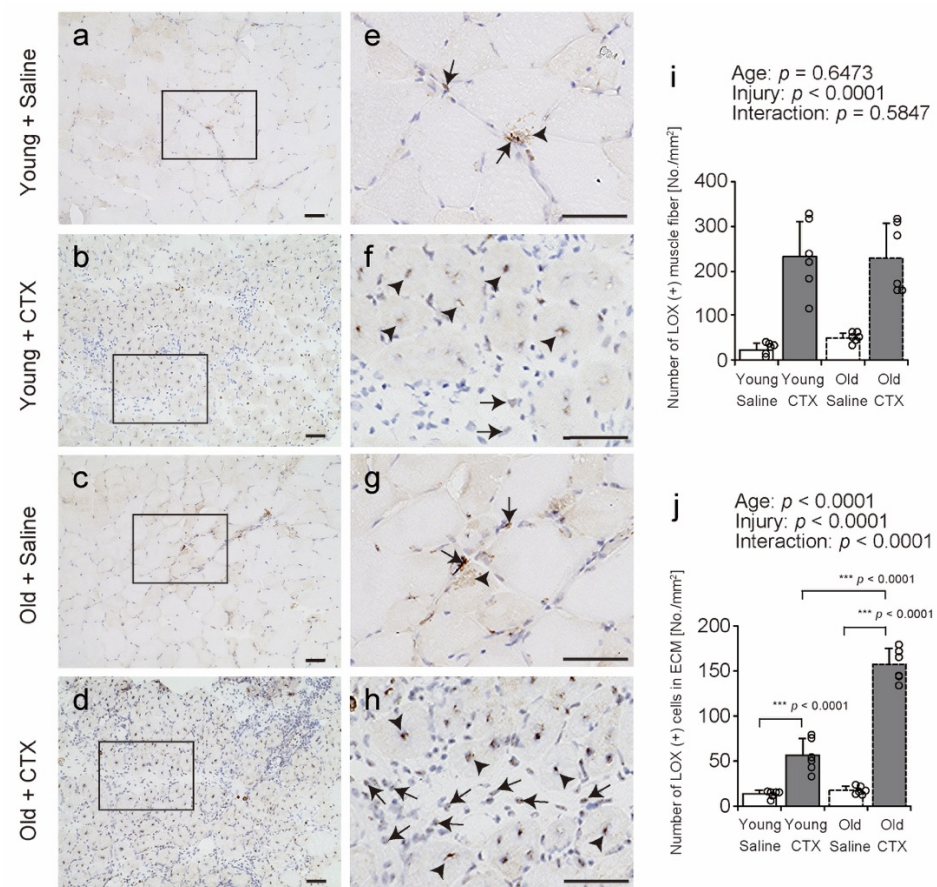 Young + Saline
a
e
Young + CTX
b
f
Old + Saline
c
g
Old + CTX
d
h
i
Age: p = 0.6473
Injury: p < 0.0001
Interaction: p = 0.5847
Number of LOX (+) muscle fiber [No./mm²]
400
300
200
100
0
Young Young Old Old
Saline CTX Saline CTX
j
Age: p < 0.0001
Injury: p < 0.0001
Interaction: p < 0.0001
*** p < 0.0001
*** p < 0.0001
*** p < 0.0001
Number of LOX (+) cells in ECM [No./mm²]
200
150
100
50
0
Young Young Old Old
Saline CTX Saline CTX